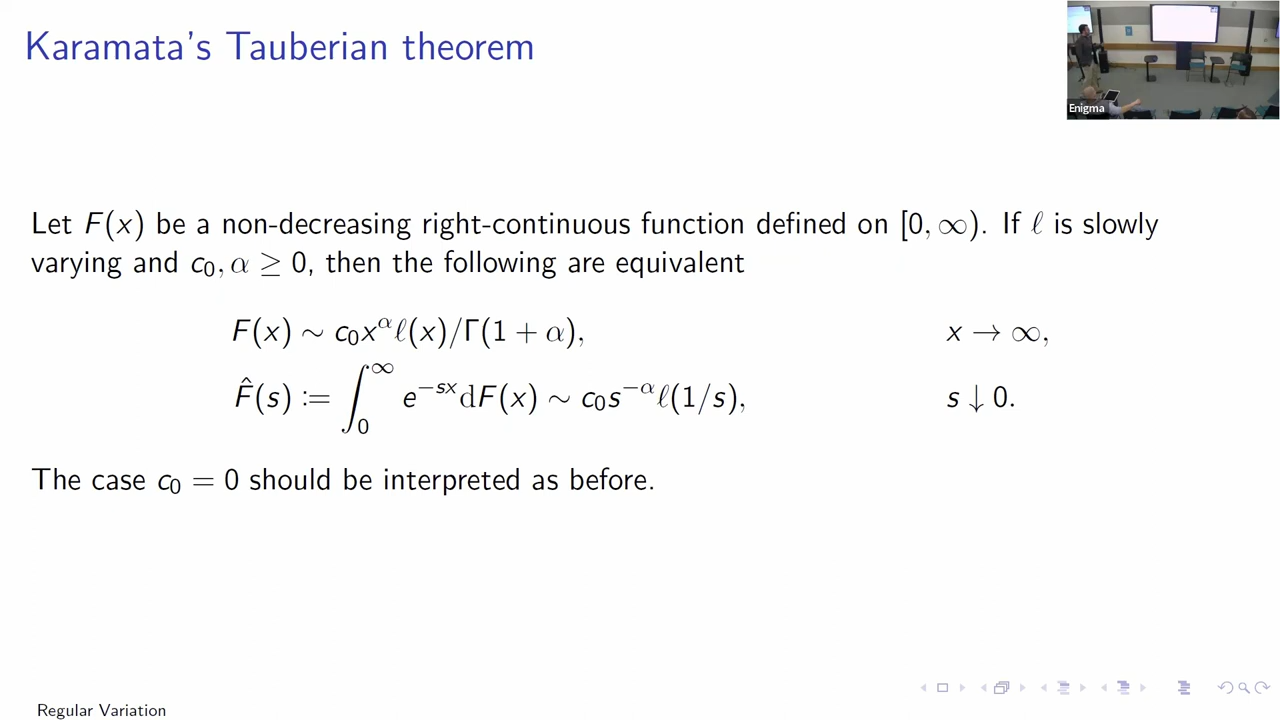 Karamata's Tauberian theorem
Enigma
Let F(x) be a non-decreasing right-continuous function defined on [0, ∞). If ℓ is slowly
varying and c₀, α ≥ 0, then the following are equivalent
F(x) ∼ c₀x^α ℓ(x)/Γ(1 + α), x → ∞,
F̂(s) := ∫₀^∞ e^{−sx} dF(x) ∼ c₀s^{−α} ℓ(1/s), s ↓ 0.
The case c₀ = 0 should be interpreted as before.
Regular Variation